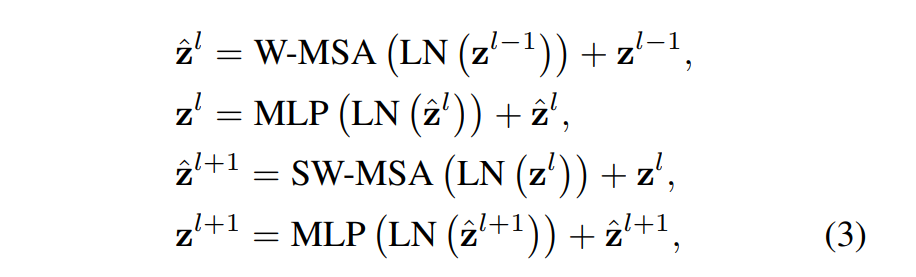 ẑ^l = W-MSA (LN (z^{l−1})) + z^{l−1},
z^l = MLP (LN (ẑ^l)) + ẑ^l,
ẑ^{l+1} = SW-MSA (LN (z^l)) + z^l,
z^{l+1} = MLP (LN (ẑ^{l+1})) + ẑ^{l+1}, (3)